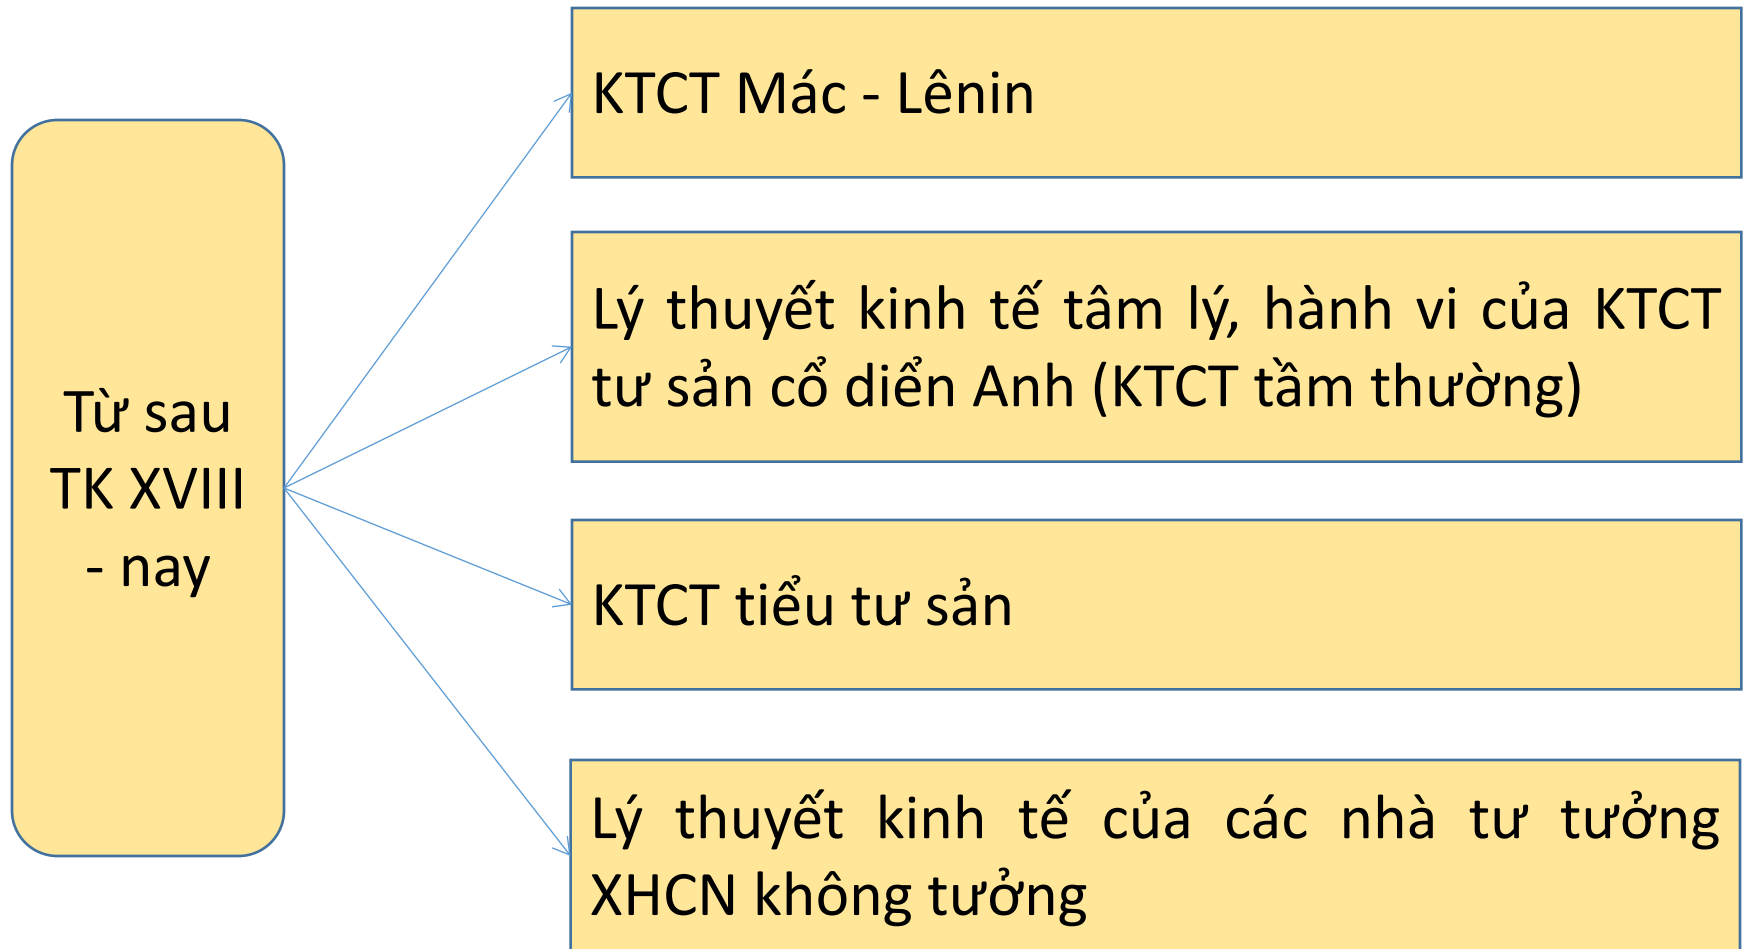 Từ sau
TK XVIII
- nay
KTCT Mác - Lênin
Lý thuyết kinh tế tâm lý, hành vi của KTCT
tư sản cổ diển Anh (KTCT tầm thường)
KTCT tiểu tư sản
Lý thuyết kinh tế của các nhà tư tưởng
XHCN không tưởng